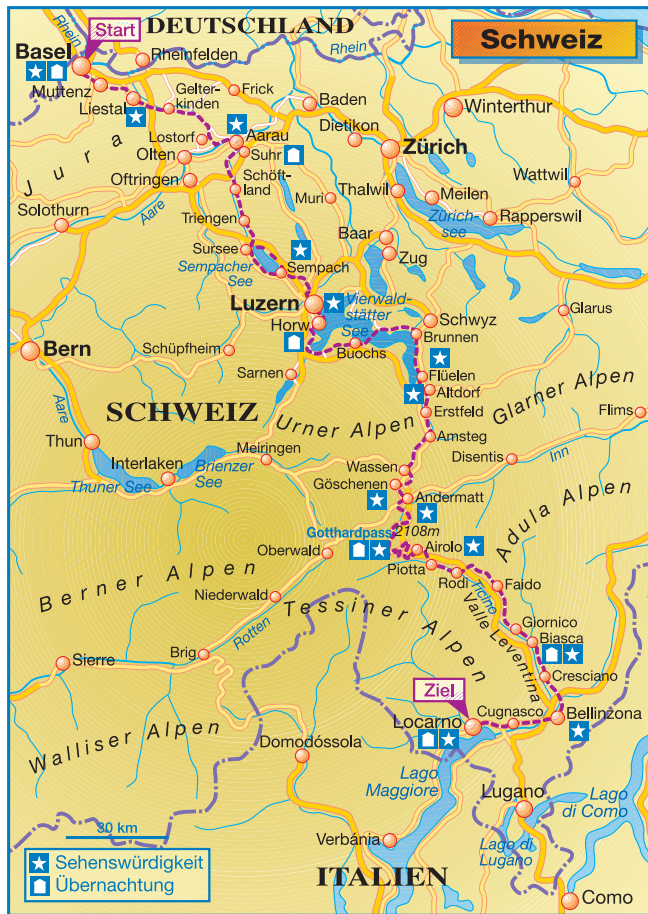 DEUTSCHLAND
Schweiz
Rhein
Start
Basel
Rheinfelden
Rhein
Muttenz
Liestal
Gelter-
kinden
Frick
Baden
Winterthur
Jura
Lostorf
Aarau
Dietikon
Zürich
Olten
Suhr
Oftringen
Schöft-
land
Muri
Thalwil
Meilen
Wattwil
Solothurn
Aare
Triengen
Zürich-
see
Rapperswil
Baar
Sursee
Zug
Sempacher
See
Sempach
Luzern
Vierwald-
stätter
See
Glarus
Horw
Schwyz
Brunnen
Bern
Schüpfheim
Buochs
Sarnen
Flüelen
Altdorf
Glarner Alpen
Aare
SCHWEIZ
Urner Alpen
Erstfeld
Flims
Thun
Meiringen
Amsteg
Disentis
Inn
Interlaken
Brienzer
See
Thuner See
Wassen
Göschenen
Andermatt
Gotthardpass
2108m
Adula Alpen
Oberwald
Airolo
Piotta
Rodi
Ticino
Faido
Berner Alpen
Niederwald
Tessiner Alpen
Valle Leventina
Giornico
Biasca
Rotten
Brig
Sierre
Cresciano
Ziel
Cugnasco
Locarno
Bellinzona
Walliser Alpen
Domodóssola
Lago
Maggiore
Lugano
Lago
di Como
30 km
Verbánia
Lago di
Lugano
Sehenswürdigkeit
Übernachtung
ITALIEN
Como